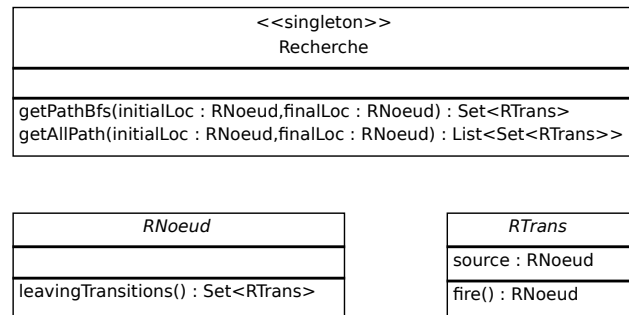 <<singleton>>
Recherche
getPathBfs(initialLoc : RNoeud,finalLoc : RNoeud) : Set<RTrans>
getAllPath(initialLoc : RNoeud,finalLoc : RNoeud) : List<Set<RTrans>>
RNoeud
leavingTransitions() : Set<RTrans>
RTrans
source : RNoeud
fire() : RNoeud